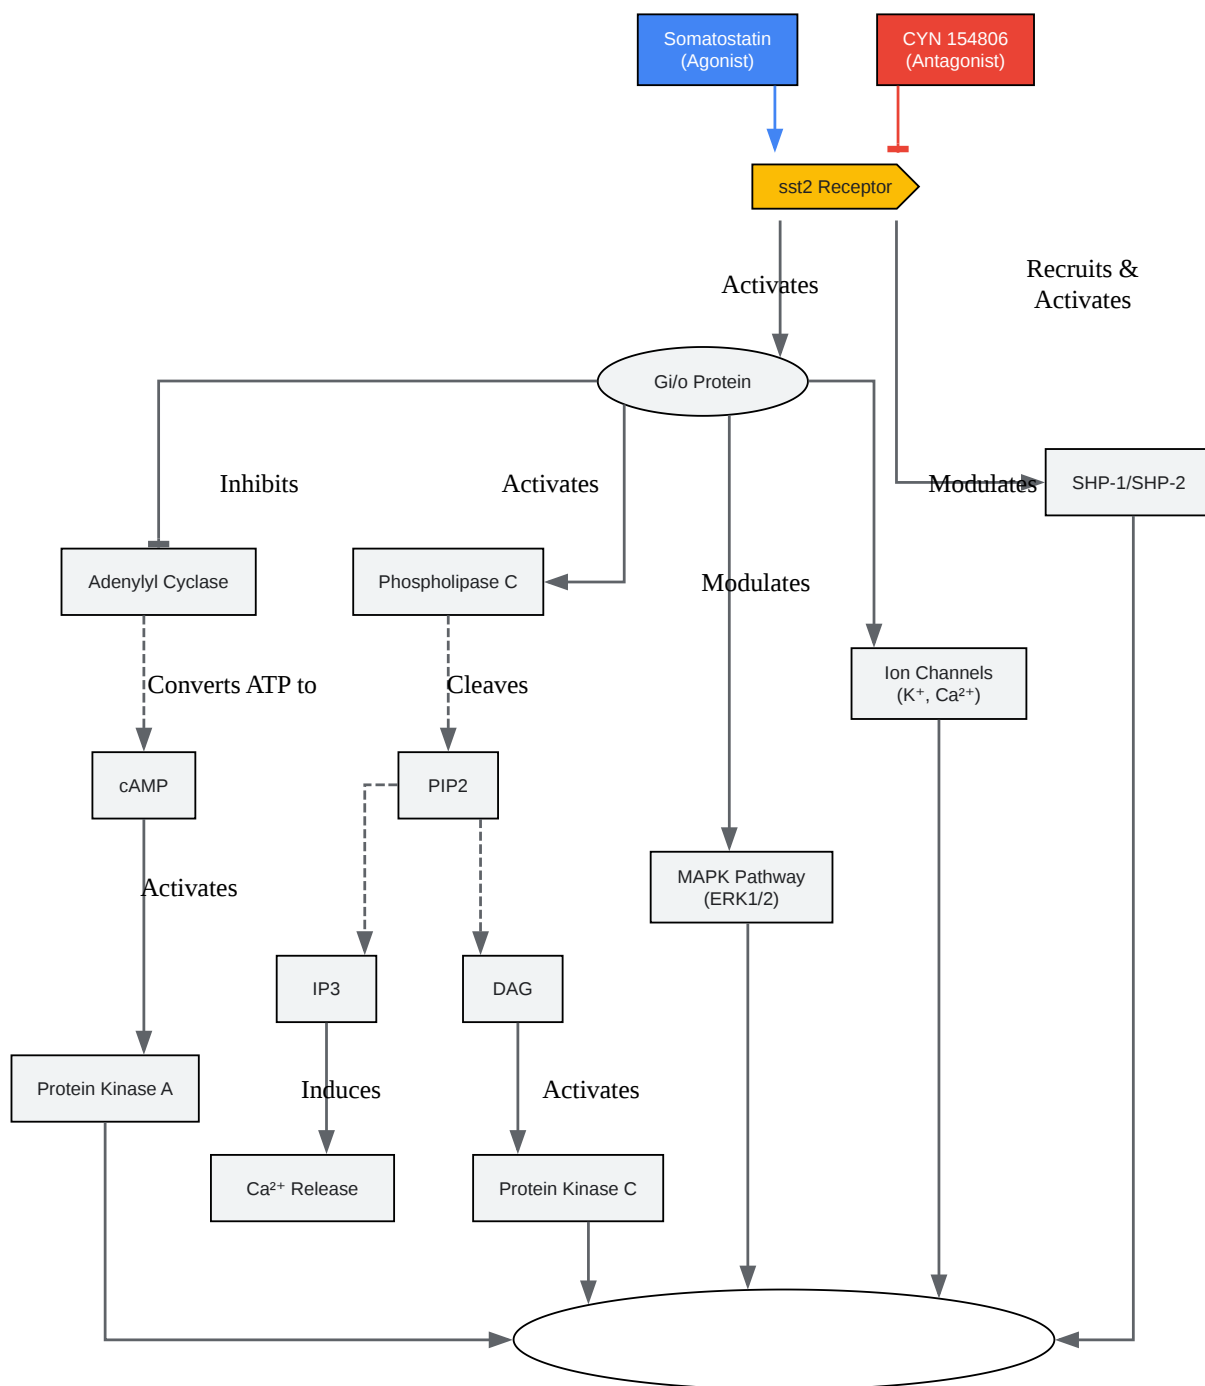 Somatostatin
(Agonist)
CYN 154806
(Antagonist)
sst2 Receptor
Activates
Recruits &
Activates
Gi/o Protein
Inhibits
Activates
Modulates
SHP-1/SHP-2
Adenylyl Cyclase
Phospholipase C
Modulates
Ion Channels
(K⁺, Ca²⁺)
Converts ATP to
Cleaves
cAMP
PIP2
MAPK Pathway
(ERK1/2)
Activates
IP3
DAG
Protein Kinase A
Induces
Activates
Ca²⁺ Release
Protein Kinase C